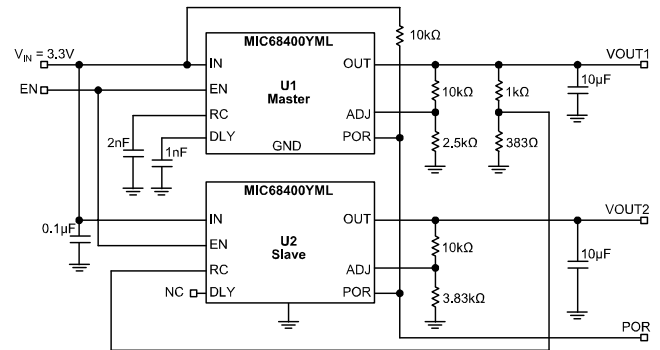 MIC68400YML
10kΩ
VIN = 3.3V
IN
OUT
VOUT1
EN
EN
U1
Master
10kΩ
1kΩ
10µF
RC
ADJ
2nF
1nF
DLY
POR
2.5kΩ
383Ω
GND
MIC68400YML
IN
OUT
VOUT2
0.1µF
EN
U2
Slave
10kΩ
10µF
RC
ADJ
NC
DLY
POR
3.83kΩ
POR